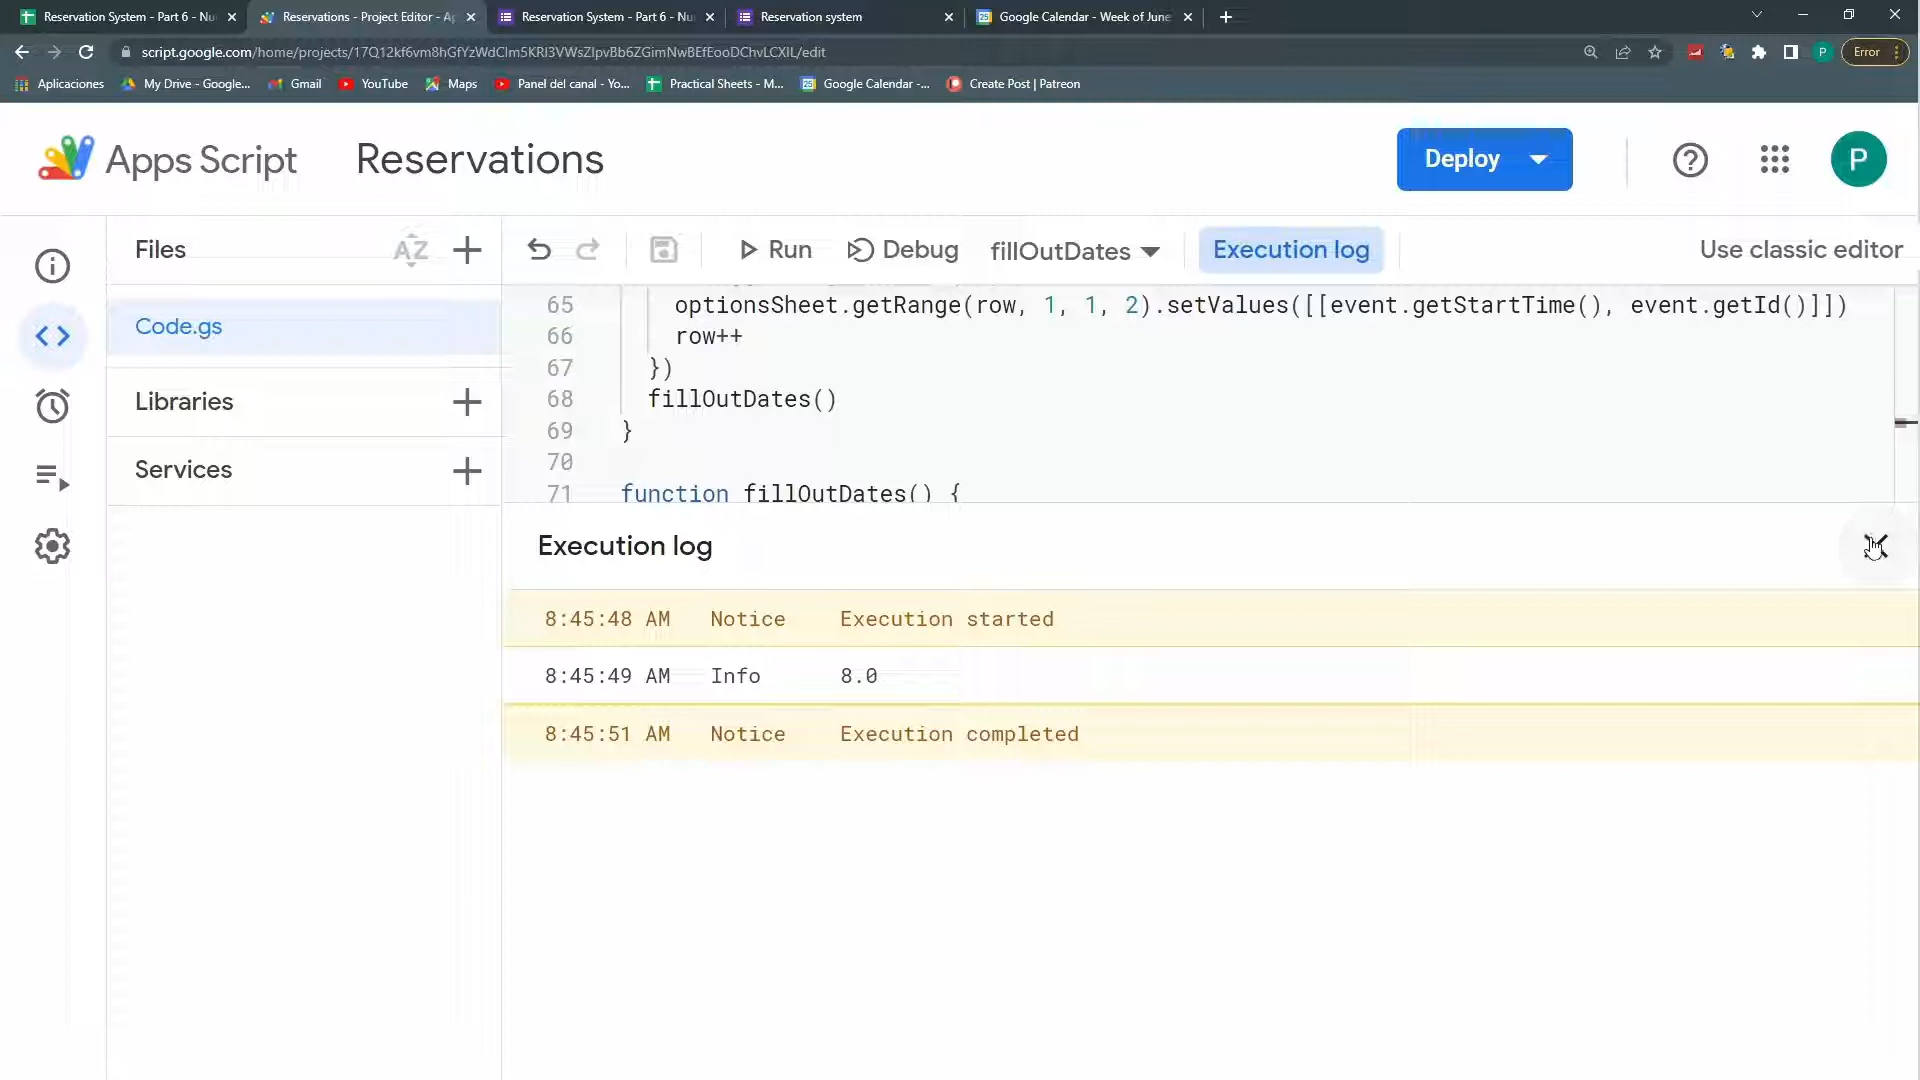 Reservation System - Part 6 - Nu
Reservations - Project Editor - A
Reservation System - Part 6 - Nu
Reservation system
Google Calendar - Week of June
script.google.com/home/projects/17Q12kf6vm8hGfYzWdCIm5KRI3VWsZlpvBb6ZGimNwBEfEooDChvLCXIL/edit
P
Error
Aplicaciones
My Drive - Google...
Gmail
YouTube
Maps
Panel del canal - Yo...
Practical Sheets - M...
Google Calendar -...
Create Post | Patreon
Apps Script
Reservations
Deploy
P
Files
AZ
Run
Debug
fillOutDates
Execution log
Use classic editor
Code.gs
Libraries
Services
65 optionsSheet.getRange(row, 1, 1, 2).setValues([[event.getStartTime(), event.getId()]])
66 row++
67 })
68 fillOutDates()
69 }
70
71 function fillOutDates() {
Execution log
8:45:48 AM Notice Execution started
8:45:49 AM Info 8.0
8:45:51 AM Notice Execution completed